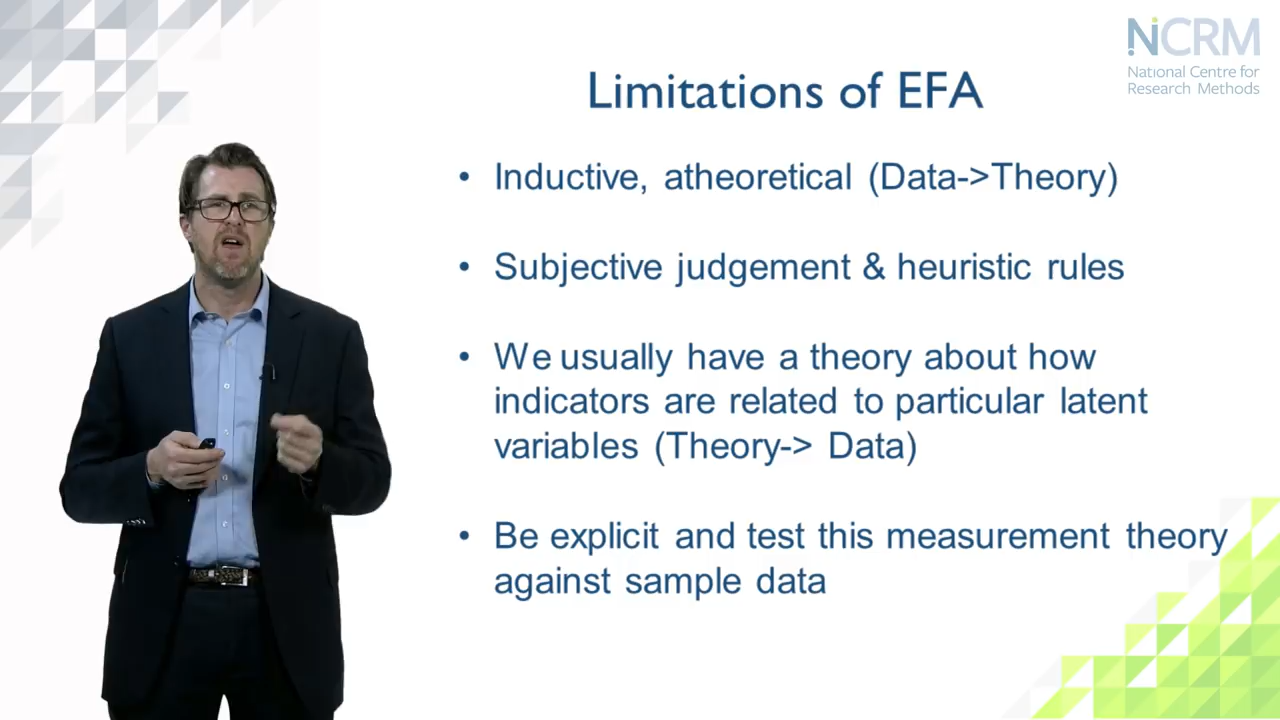 NCRM
National Centre for
Research Methods
Limitations of EFA
• Inductive, atheoretical (Data->Theory)
• Subjective judgement & heuristic rules
• We usually have a theory about how
indicators are related to particular latent
variables (Theory-> Data)
• Be explicit and test this measurement theory
against sample data